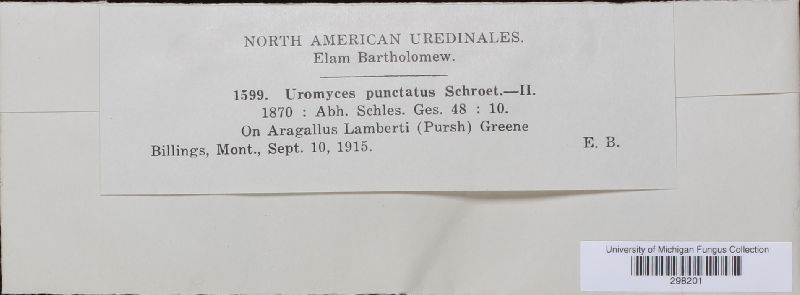 NORTH AMERICAN UREDINALES.
Elam Bartholomew.
1599. Uromyces punctatus Schroet.—II.
1870 : Abh. Schles. Ges. 48 : 10.
On Aragallus Lamberti (Pursh) Greene
Billings, Mont., Sept. 10, 1915. E. B.
University of Michigan Fungus Collection
298201